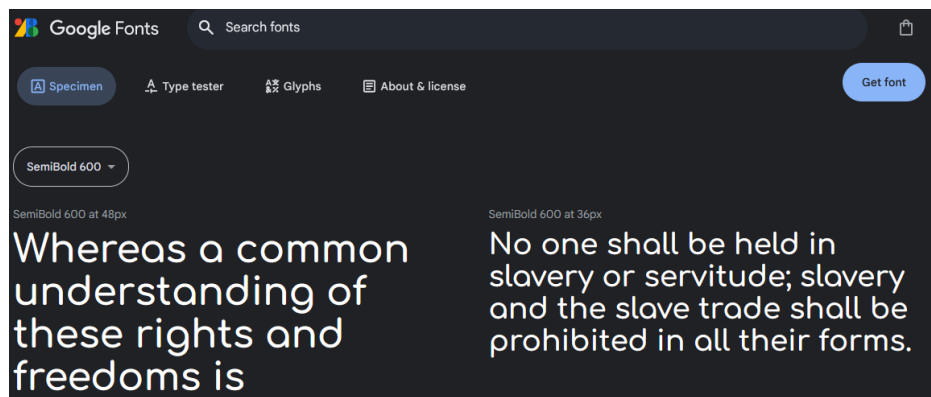 Google Fonts
Search fonts
Specimen
Type tester
Glyphs
About & license
Get font
SemiBold 600
SemiBold 600 at 48px
Whereas a common
understanding of
these rights and
freedoms is
SemiBold 600 at 36px
No one shall be held in
slavery or servitude; slavery
and the slave trade shall be
prohibited in all their forms.